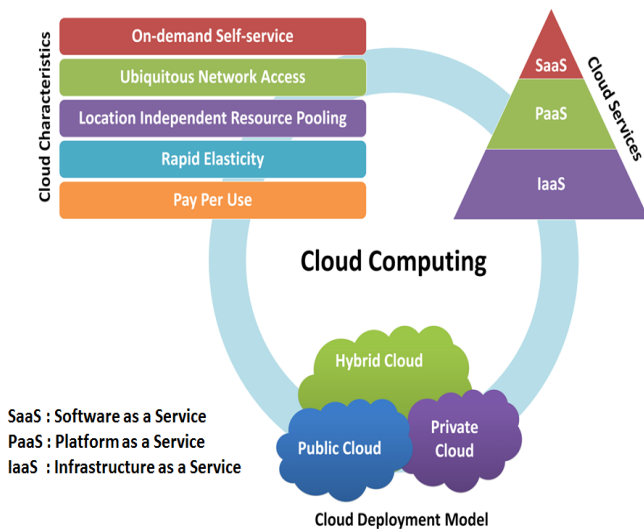 Cloud Characteristics
On-demand Self-service
Ubiquitous Network Access
Location Independent Resource Pooling
Rapid Elasticity
Pay Per Use
SaaS
PaaS
IaaS
Cloud Services
Cloud Computing
Hybrid Cloud
Public Cloud
Private
Cloud
SaaS : Software as a Service
PaaS : Platform as a Service
IaaS : Infrastructure as a Service
Cloud Deployment Model